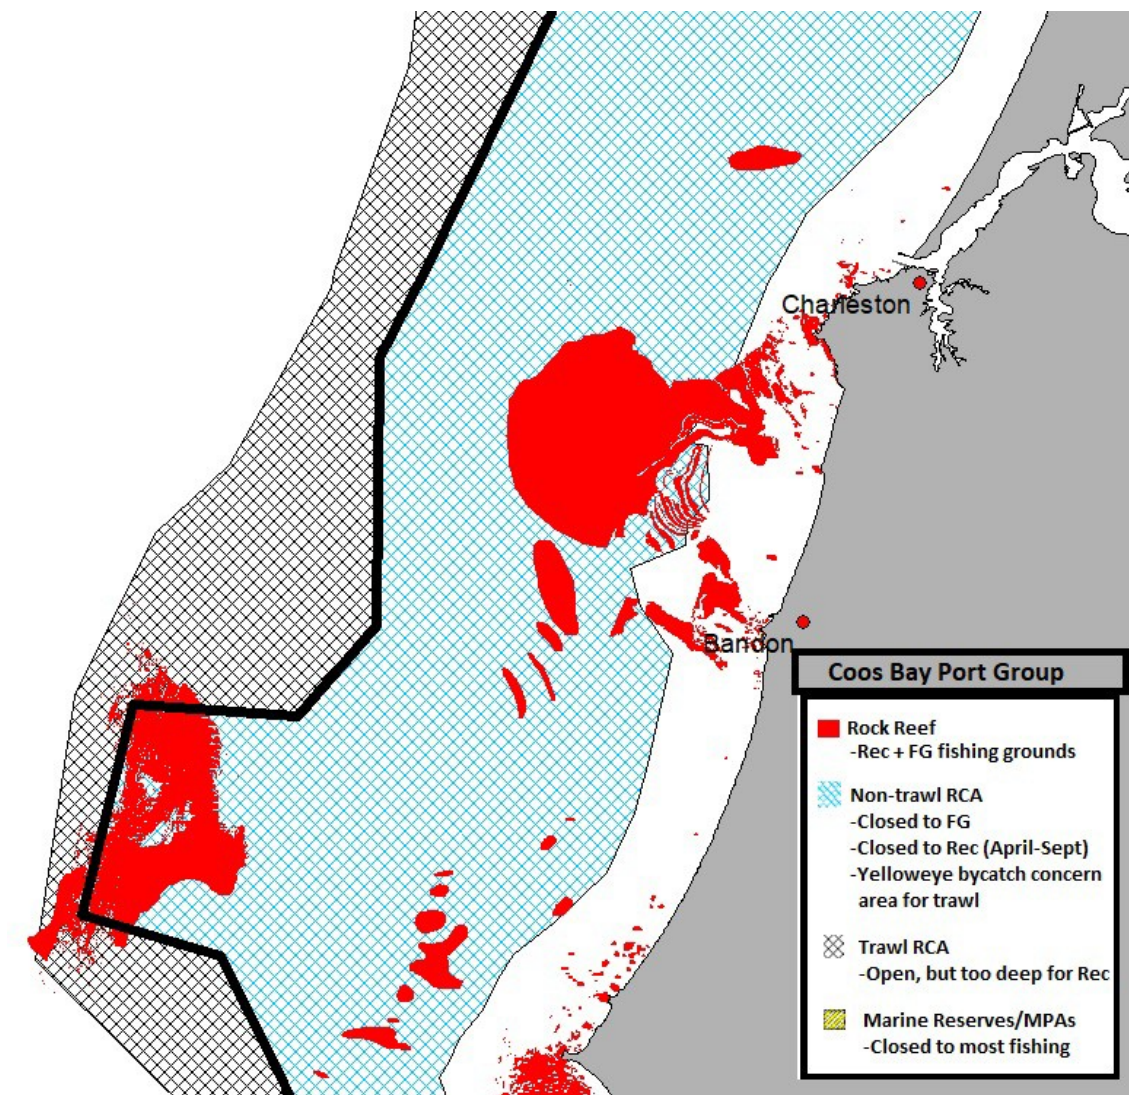 Charleston
Bandon
Coos Bay Port Group
Rock Reef
-Rec + FG fishing grounds
Non-trawl RCA
-Closed to FG
-Closed to Rec (April-Sept)
-Yelloweye bycatch concern
area for trawl
Trawl RCA
-Open, but too deep for Rec
Marine Reserves/MPAs
-Closed to most fishing